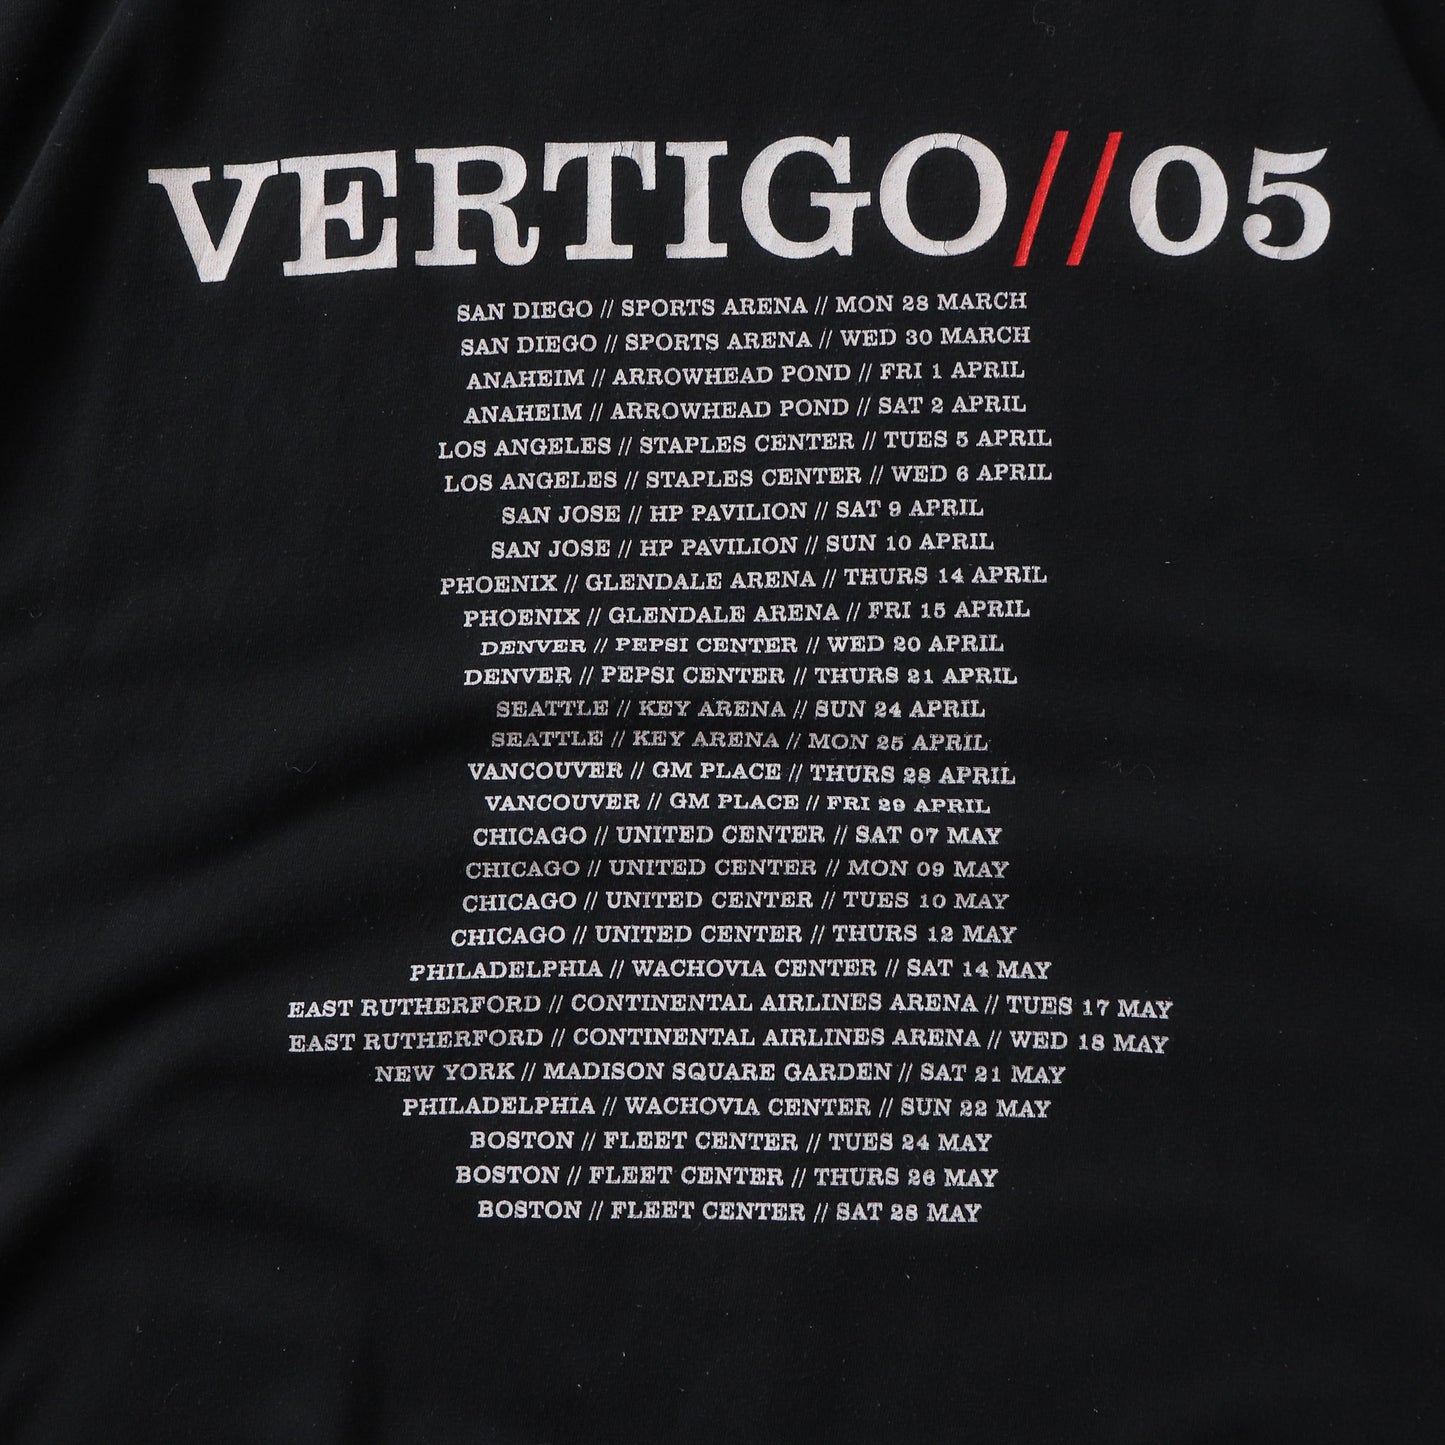 VERTIGO//05
SAN DIEGO // SPORTS ARENA // MON 28 MARCH
SAN DIEGO // SPORTS ARENA // WED 30 MARCH
ANAHEIM // ARROWHEAD POND // FRI 1 APRIL
ANAHEIM // ARROWHEAD POND // SAT 2 APRIL
LOS ANGELES // STAPLES CENTER // TUES 5 APRIL
LOS ANGELES // STAPLES CENTER // WED 6 APRIL
SAN JOSE // HP PAVILION // SAT 9 APRIL
SAN JOSE // HP PAVILION // SUN 10 APRIL
PHOENIX // GLENDALE ARENA // THURS 14 APRIL
PHOENIX // GLENDALE ARENA // FRI 15 APRIL
DENVER // PEPSI CENTER // WED 20 APRIL
DENVER // PEPSI CENTER // THURS 21 APRIL
SEATTLE // KEY ARENA // SUN 24 APRIL
SEATTLE // KEY ARENA // MON 25 APRIL
VANCOUVER // GM PLACE // THURS 28 APRIL
VANCOUVER // GM PLACE // FRI 29 APRIL
CHICAGO // UNITED CENTER // SAT 07 MAY
CHICAGO // UNITED CENTER // MON 09 MAY
CHICAGO // UNITED CENTER // TUES 10 MAY
CHICAGO // UNITED CENTER // THURS 12 MAY
PHILADELPHIA // WACHOVIA CENTER // SAT 14 MAY
EAST RUTHERFORD // CONTINENTAL AIRLINES ARENA // TUES 17 MAY
EAST RUTHERFORD // CONTINENTAL AIRLINES ARENA // WED 18 MAY
NEW YORK // MADISON SQUARE GARDEN // SAT 21 MAY
PHILADELPHIA // WACHOVIA CENTER // SUN 22 MAY
BOSTON // FLEET CENTER // TUES 24 MAY
BOSTON // FLEET CENTER // THURS 26 MAY
BOSTON // FLEET CENTER // SAT 28 MAY